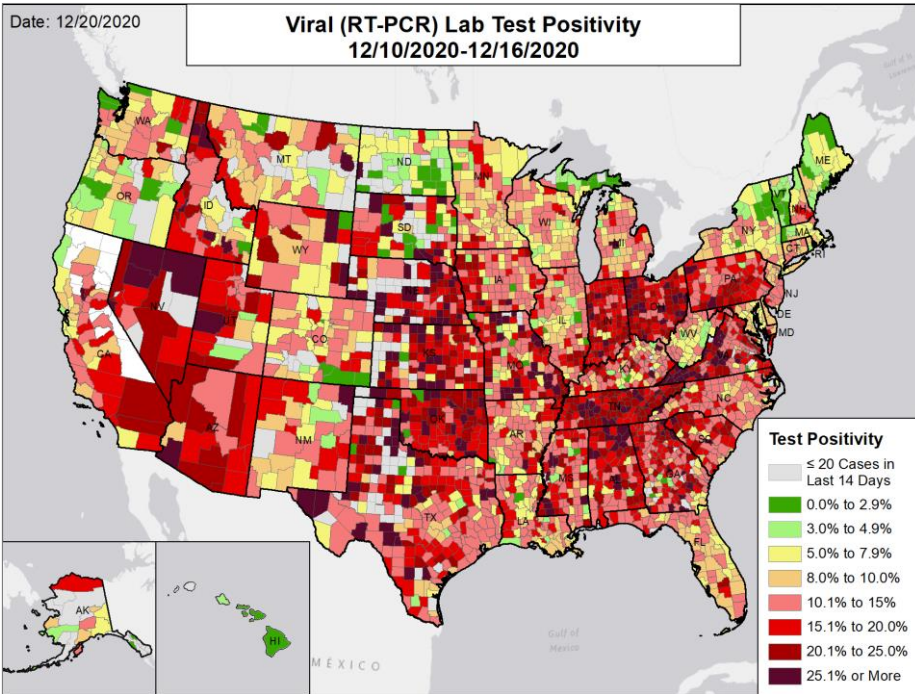 Date: 12/20/2020
Viral (RT-PCR) Lab Test Positivity
12/10/2020-12/16/2020
WA
MT
ND
MN
ME
OR
ID
SD
WI
MI
VT
NH
NY
MA
CT
RI
WY
IA
PA
NJ
NV
UT
CO
IL
DE
MD
WV
CA
KS
MO
KY
VA
AZ
NM
OK
AR
TN
NC
SC
MS
AL
GA
TX
LA
FL
AK
HI
MÉXICO
Gulf of
Mexico
Test Positivity
≤ 20 Cases in
Last 14 Days
0.0% to 2.9%
3.0% to 4.9%
5.0% to 7.9%
8.0% to 10.0%
10.1% to 15%
15.1% to 20.0%
20.1% to 25.0%
25.1% or More